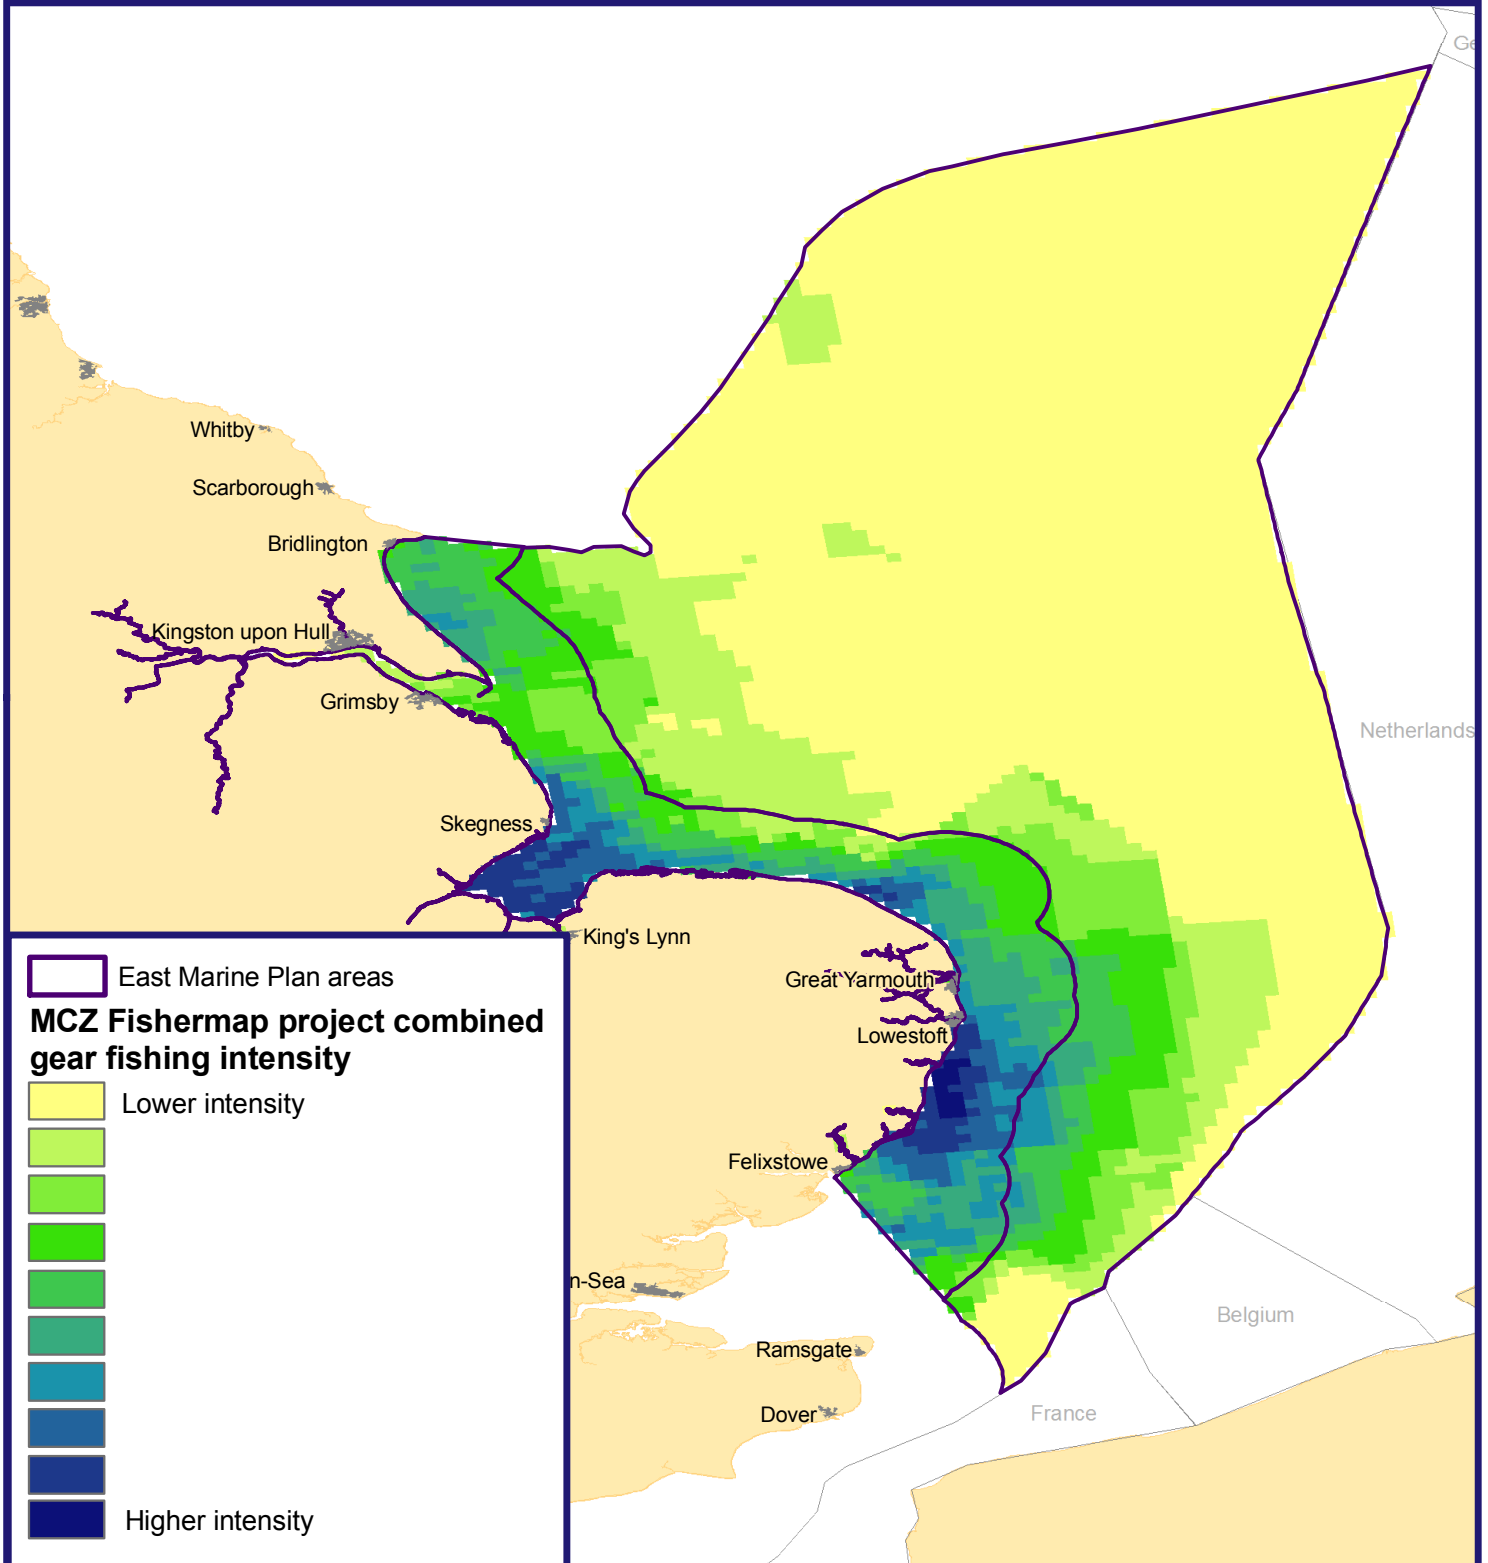 Ge
Whitby
Scarborough
Bridlington
Kingston upon Hull
Grimsby
Netherlands
Skegness
King's Lynn
Great Yarmouth
Lowestoft
Felixstowe
n-Sea
Belgium
Ramsgate
Dover
France
East Marine Plan areas
MCZ Fishermap project combined
gear fishing intensity
Lower intensity
Higher intensity